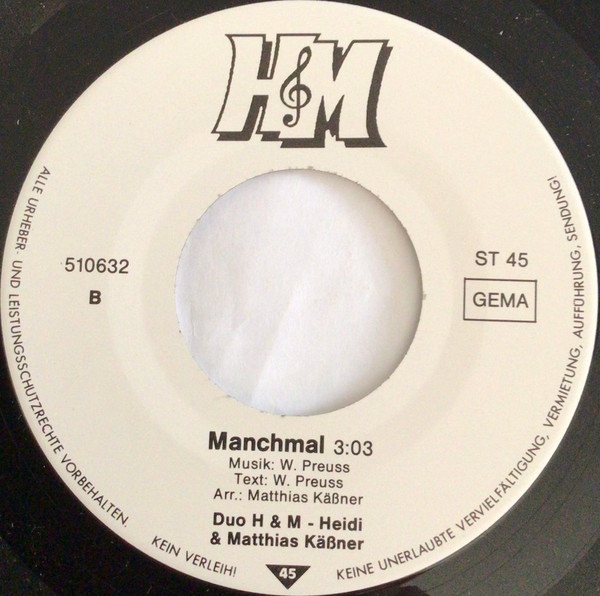 H&M
510632
B
ST 45
GEMA
Manchmal 3:03
Musik: W. Preuss
Text: W. Preuss
Arr.: Matthias Käßner
Duo H & M - Heidi
& Matthias Käßner
ALLE URHEBER- UND LEISTUNGSSCHUTZRECHTE VORBEHALTEN.
KEIN VERLEIH!
45
KEINE UNERLAUBTE VERVIELFÄLTIGUNG, VERMIETUNG, AUFFÜHRUNG, SENDUNG!